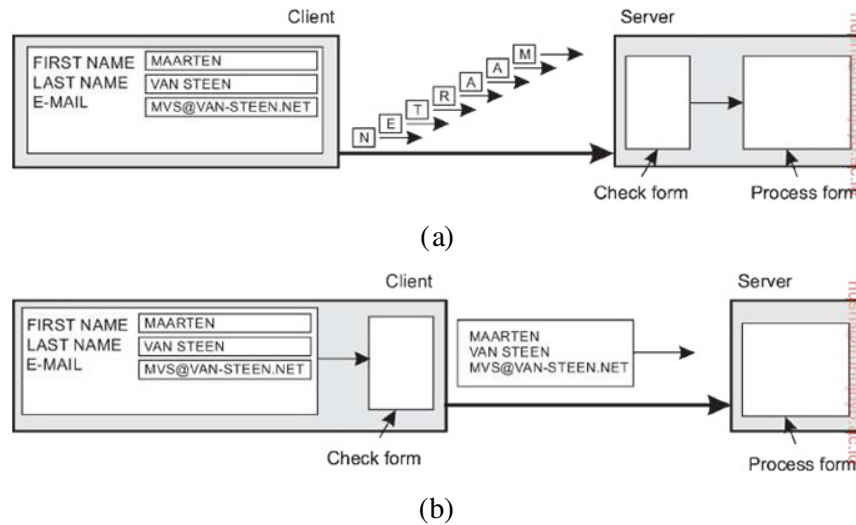 Client
Server
FIRST NAME MAARTEN
LAST NAME VAN STEEN
E-MAIL MVS@VAN-STEEN.NET
N E T R A A M
Check form
Process form
(a)
Client
Server
FIRST NAME MAARTEN
LAST NAME VAN STEEN
E-MAIL MVS@VAN-STEEN.NET
MAARTEN
VAN STEEN
MVS@VAN-STEEN.NET
Check form
Process form
(b)